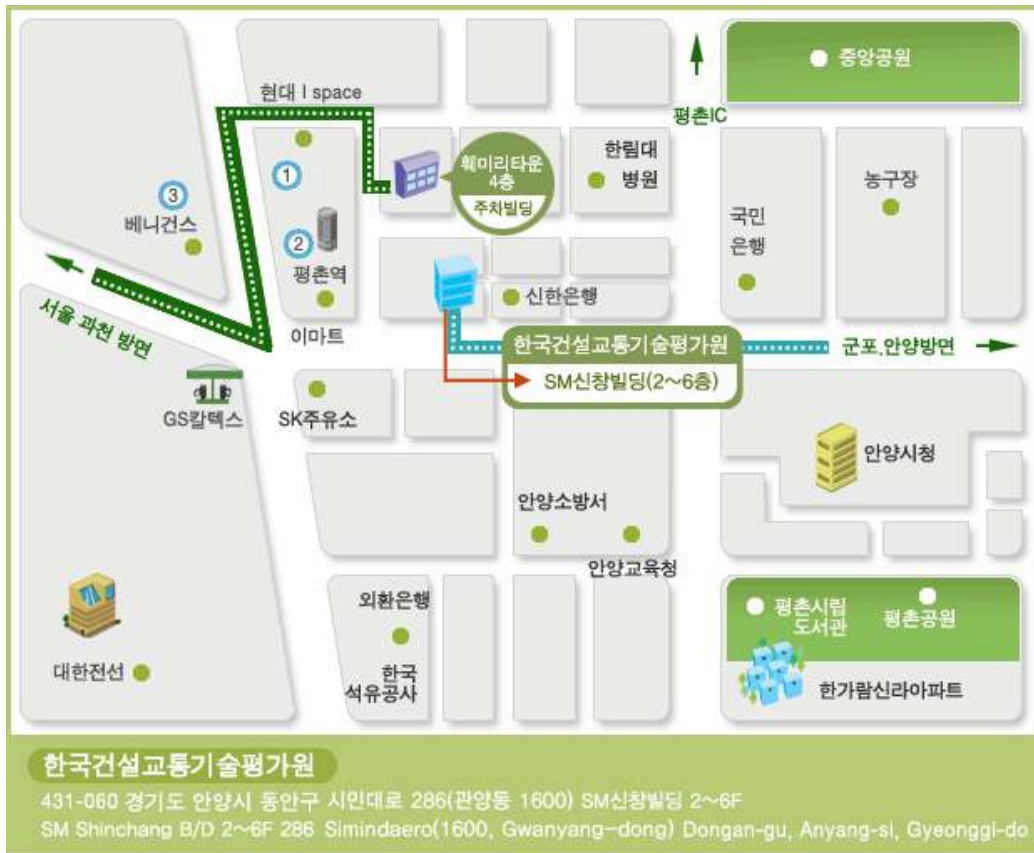 현대 I space
평촌IC
중앙공원
1
훼미리타운
4층
주차빌딩
한림대
병원
농구장
3
베니건스
2
평촌역
국민
은행
신한은행
이마트
서울 과천 방면
한국건설교통기술평가원
SM신창빌딩(2~6층)
군포.안양방면
GS칼텍스
SK주유소
안양시청
안양소방서
안양교육청
외환은행
평촌시립
도서관
평촌공원
대한전선
한국
석유공사
한가람신라아파트
한국건설교통기술평가원
431-060 경기도 안양시 동안구 시민대로 286(관양동 1600) SM신창빌딩 2~6F
SM Shinchang B/D 2~6F 286 Simindaero(1600, Gwanyang-dong) Dongan-gu, Anyang-si, Gyeonggi-do